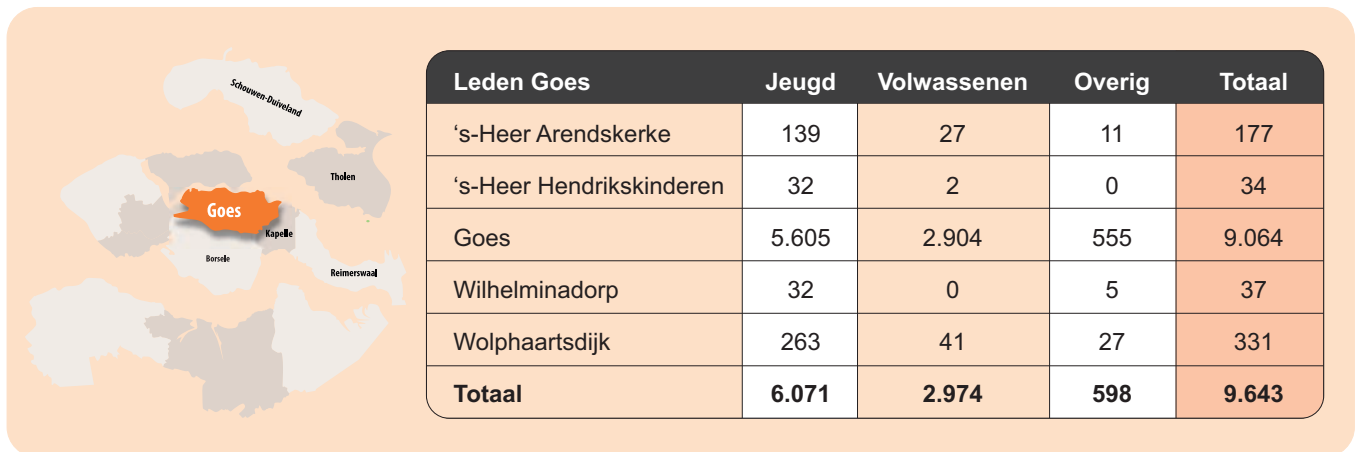 Schouwen-Duiveland
Tholen
Goes
Kapelle
Borsele
Reimerswaal
Leden Goes Jeugd Volwassenen Overig Totaal
‘s-Heer Arendskerke 139 27 11 177
‘s-Heer Hendrikskinderen 32 2 0 34
Goes 5.605 2.904 555 9.064
Wilhelminadorp 32 0 5 37
Wolphaartsdijk 263 41 27 331
Totaal 6.071 2.974 598 9.643